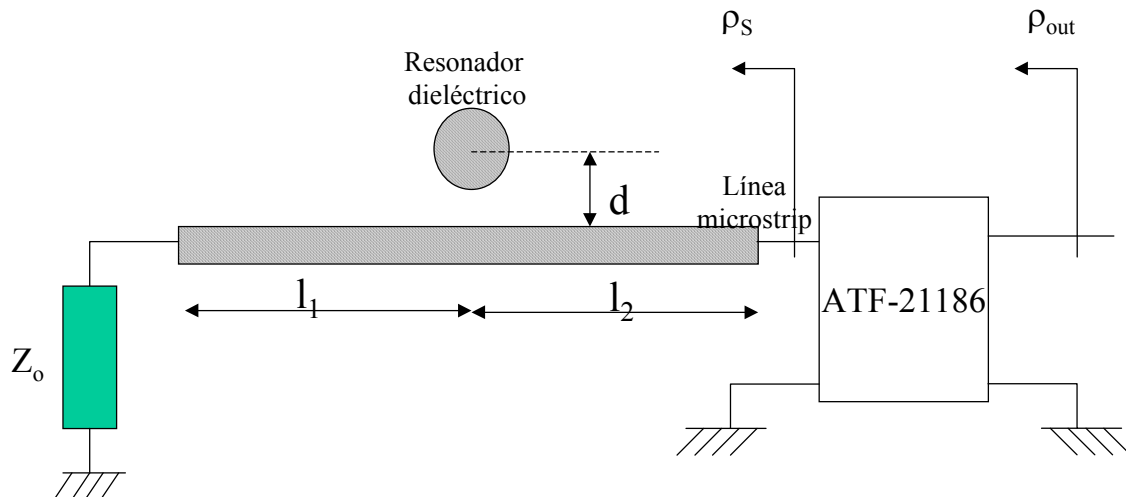 ρS
ρout
Resonador
dieléctrico
d
Línea
microstrip
l1
l2
ATF-21186
Zo